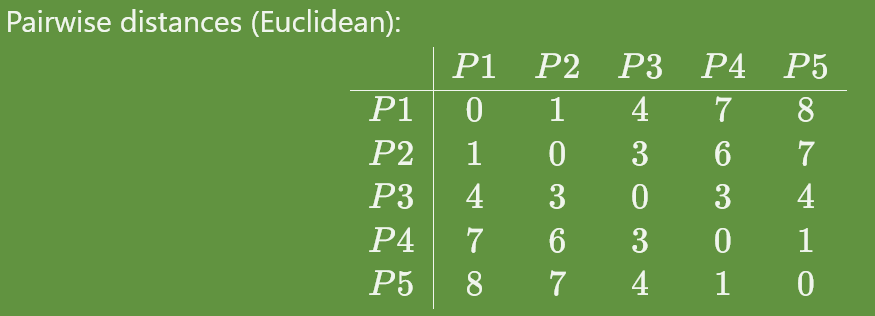 Pairwise distances (Euclidean):
P1 P2 P3 P4 P5
P1 0 1 4 7 8
P2 1 0 3 6 7
P3 4 3 0 3 4
P4 7 6 3 0 1
P5 8 7 4 1 0